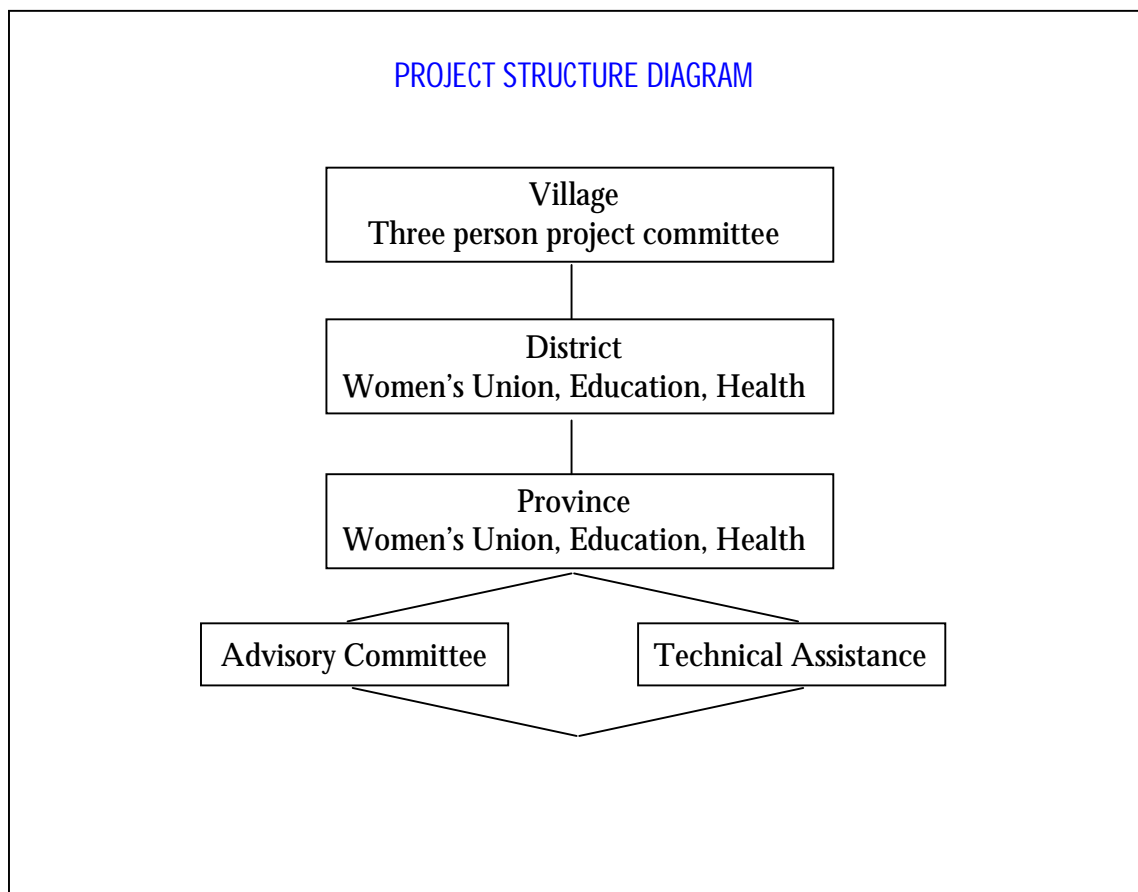 PROJECT STRUCTURE DIAGRAM
Village
Three person project committee
District
Women’s Union, Education, Health
Province
Women’s Union, Education, Health
Advisory Committee
Technical Assistance